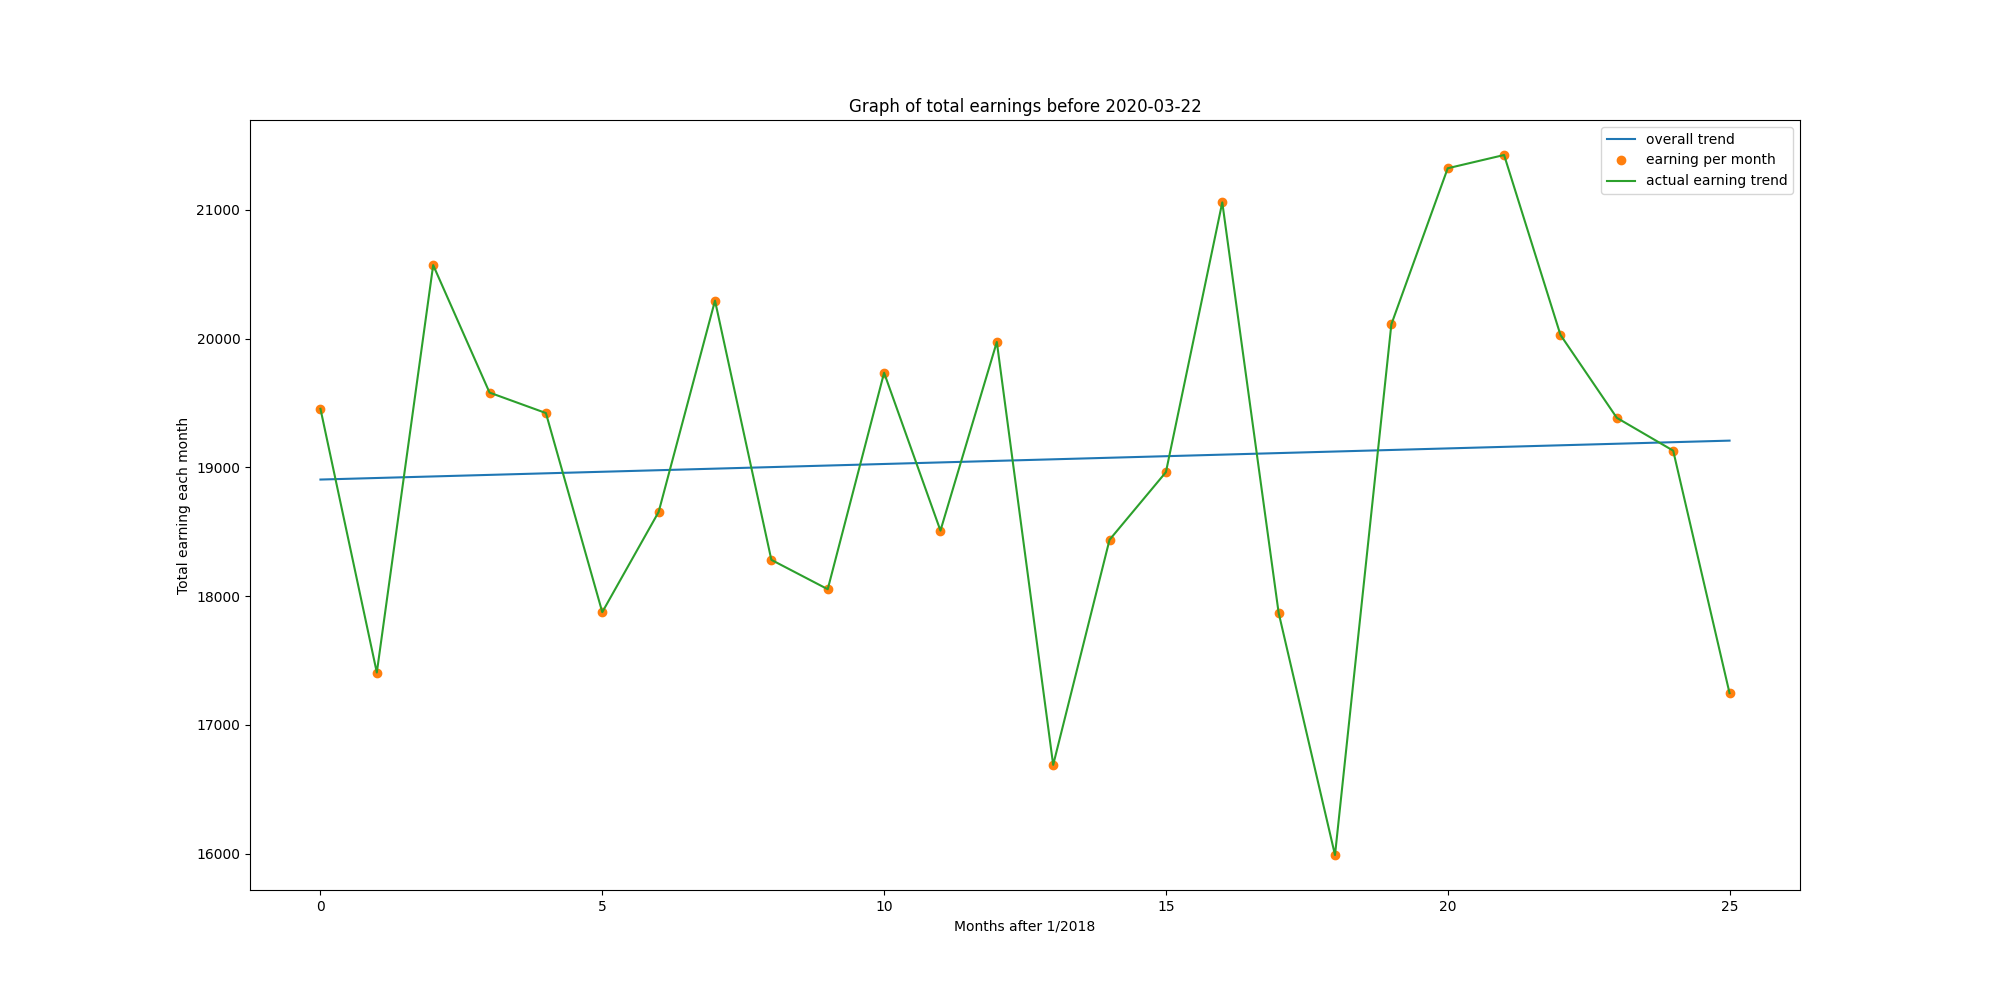 Graph of total earnings before 2020-03-22
overall trend
earning per month
actual earning trend
21000
20000
19000
18000
17000
16000
Total earning each month
0 5 10 15 20 25
Months after 1/2018